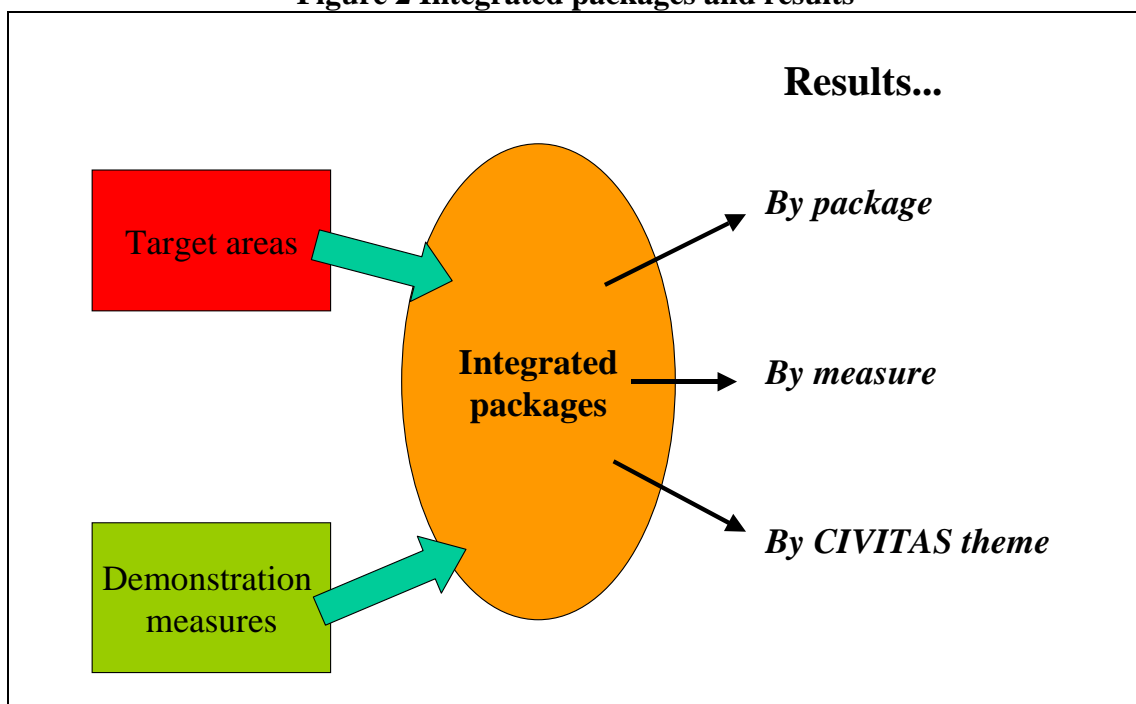 Figure 2 Integrated packages and results
Results...
By package
Target areas
Integrated
packages
By measure
By CIVITAS theme
Demonstration
measures